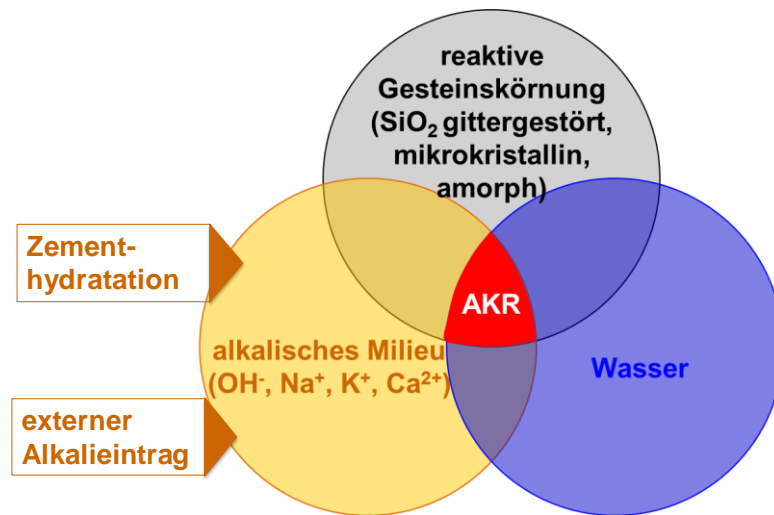 reaktive
Gesteinskörnung
(SiO₂ gittergestört,
mikrokristallin,
amorph)
Zement-
hydratation
AKR
alkalisches Milieu
(OH⁻, Na⁺, K⁺, Ca²⁺)
Wasser
externer
Alkalieintrag